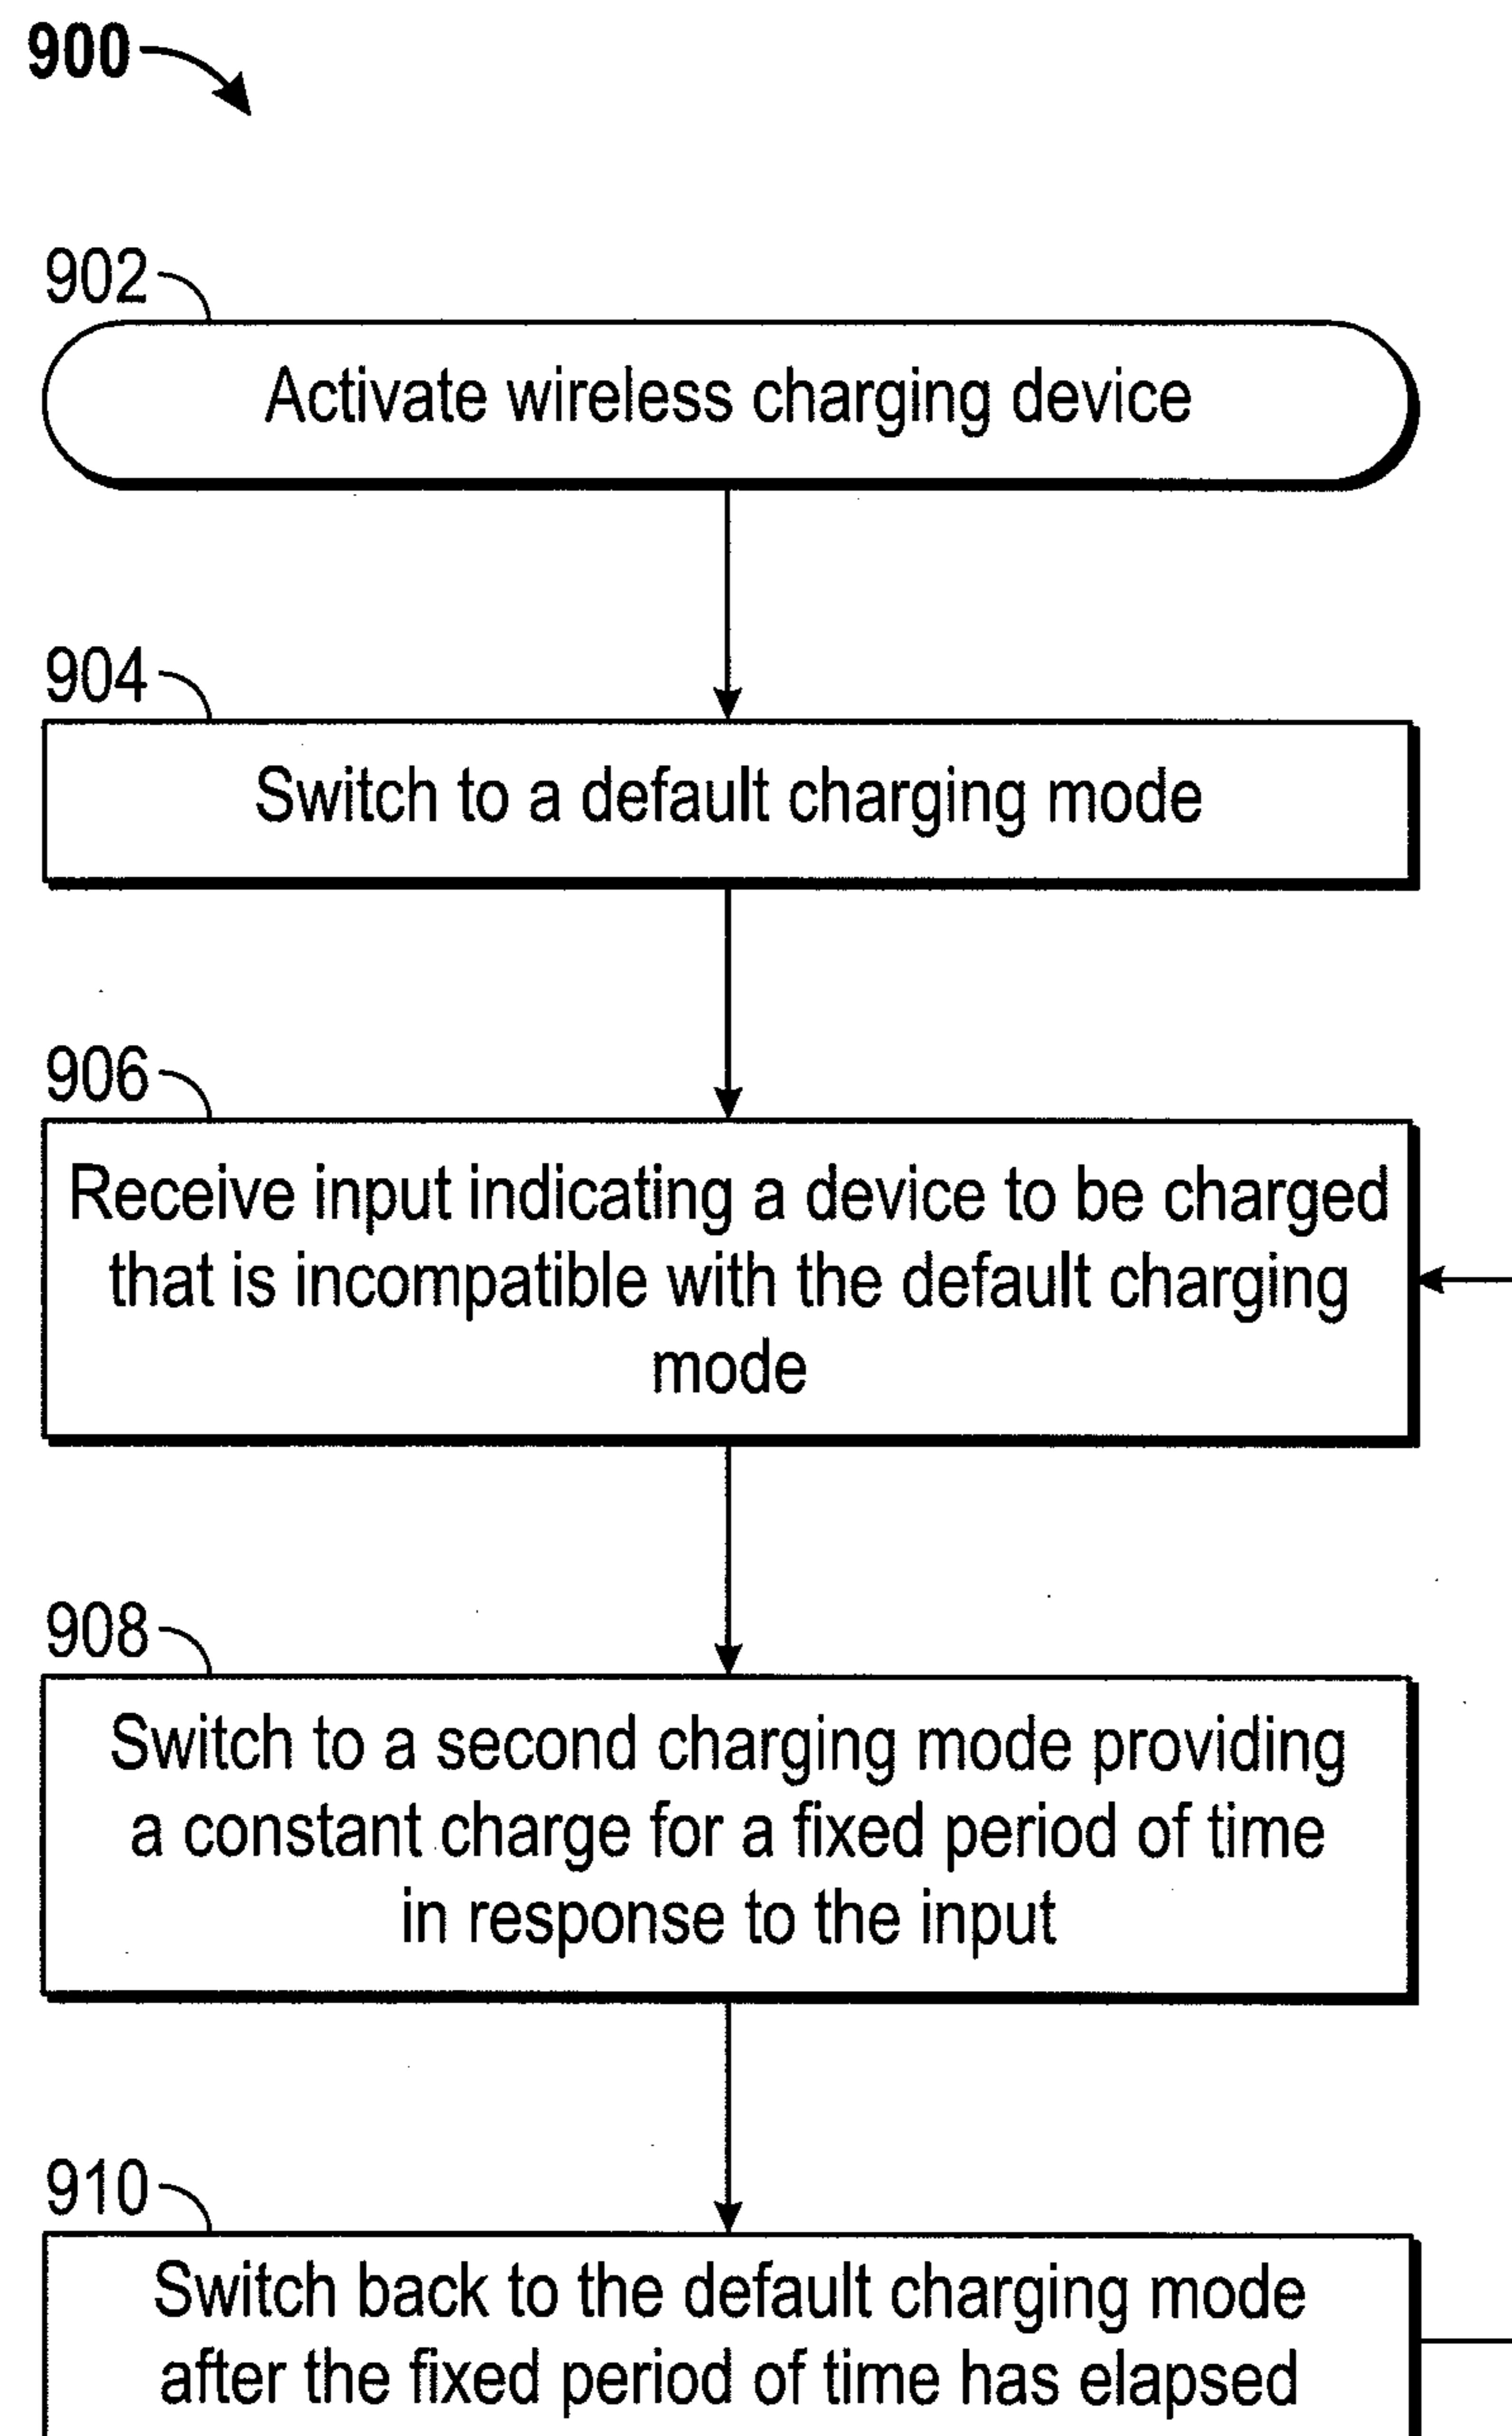 900
902
Activate wireless charging device
904
Switch to a default charging mode
906
Receive input indicating a device to be charged
that is incompatible with the default charging
mode
908
Switch to a second charging mode providing
a constant charge for a fixed period of time
in response to the input
910
Switch back to the default charging mode
after the fixed period of time has elapsed